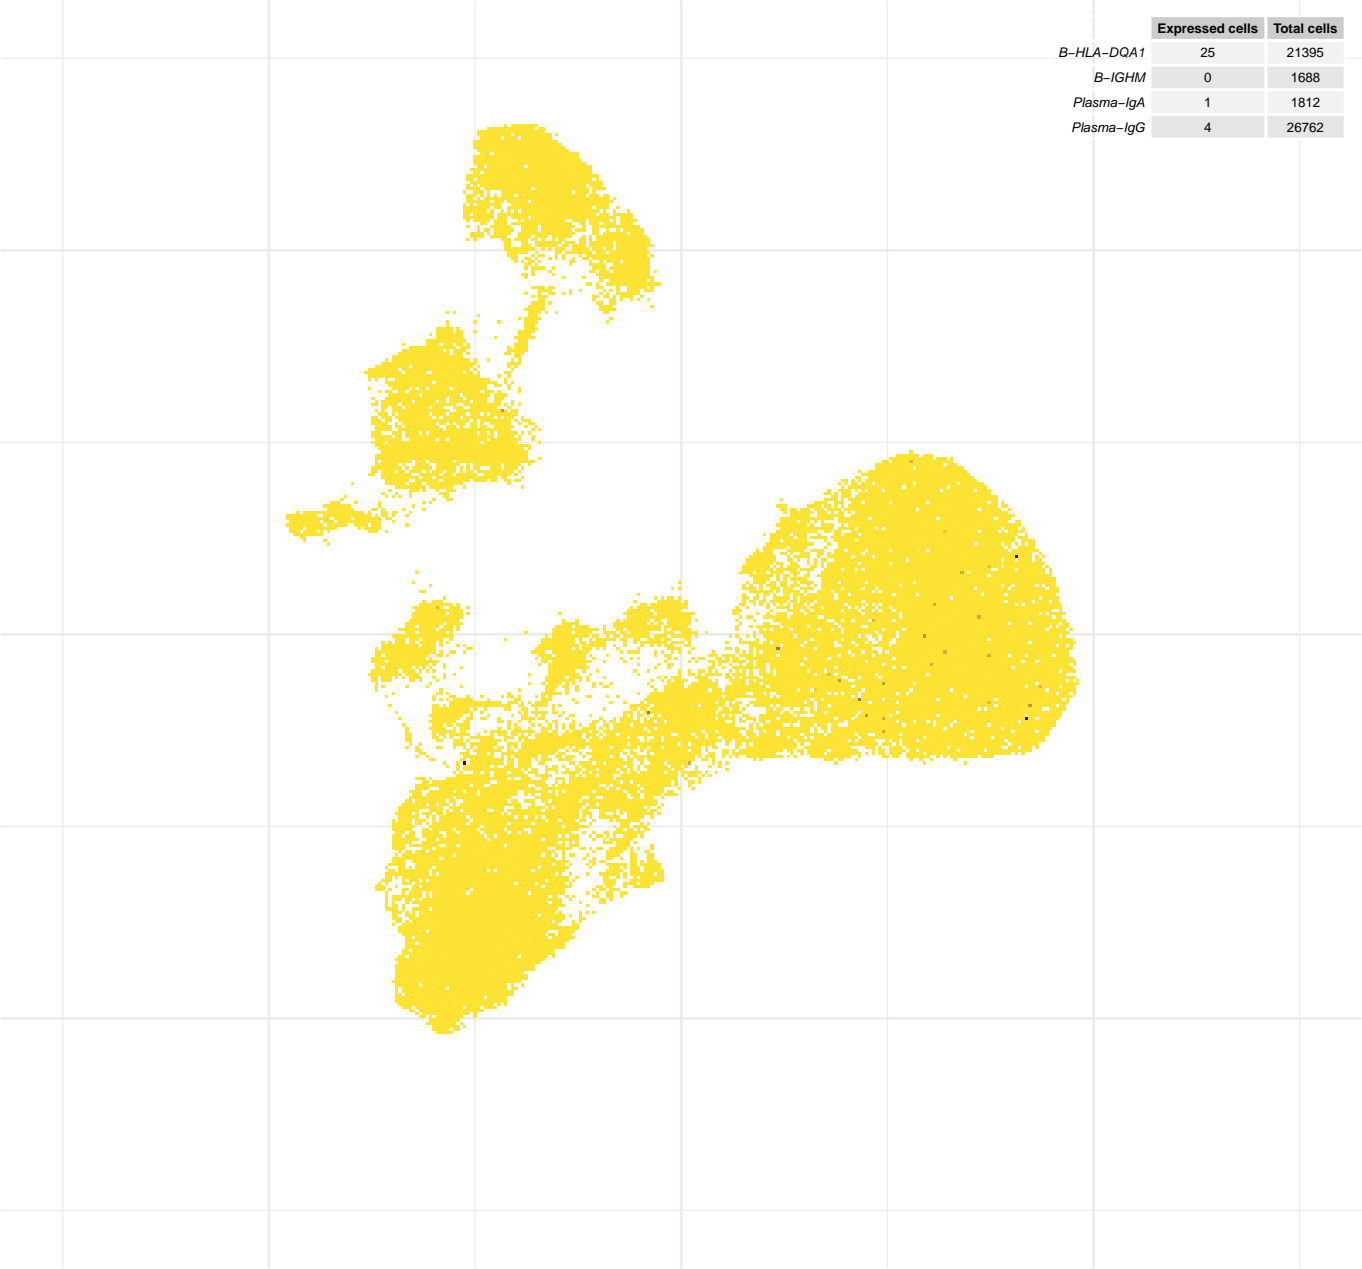 Expressed cells Total cells
B−HLA−DQA1 25 21395
B−IGHM 0 1688
Plasma−IgA 1 1812
Plasma−IgG 4 26762